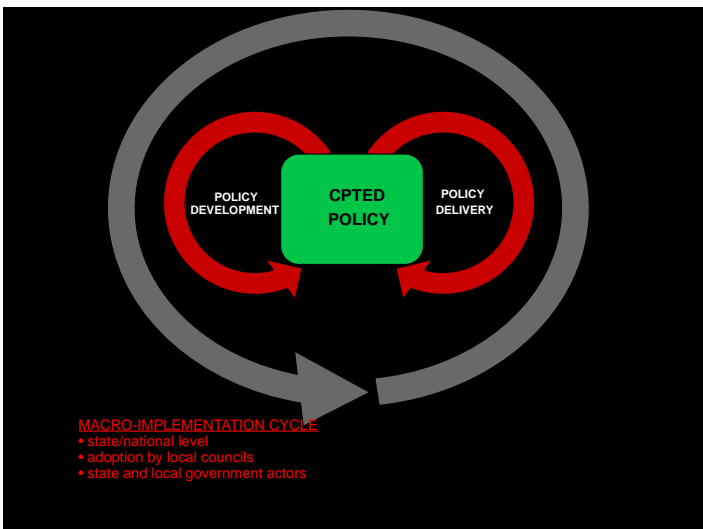 POLICY
DEVELOPMENT
CPTED
POLICY
POLICY
DELIVERY
MACRO-IMPLEMENTATION CYCLE
• state/national level
• adoption by local councils
• state and local government actors